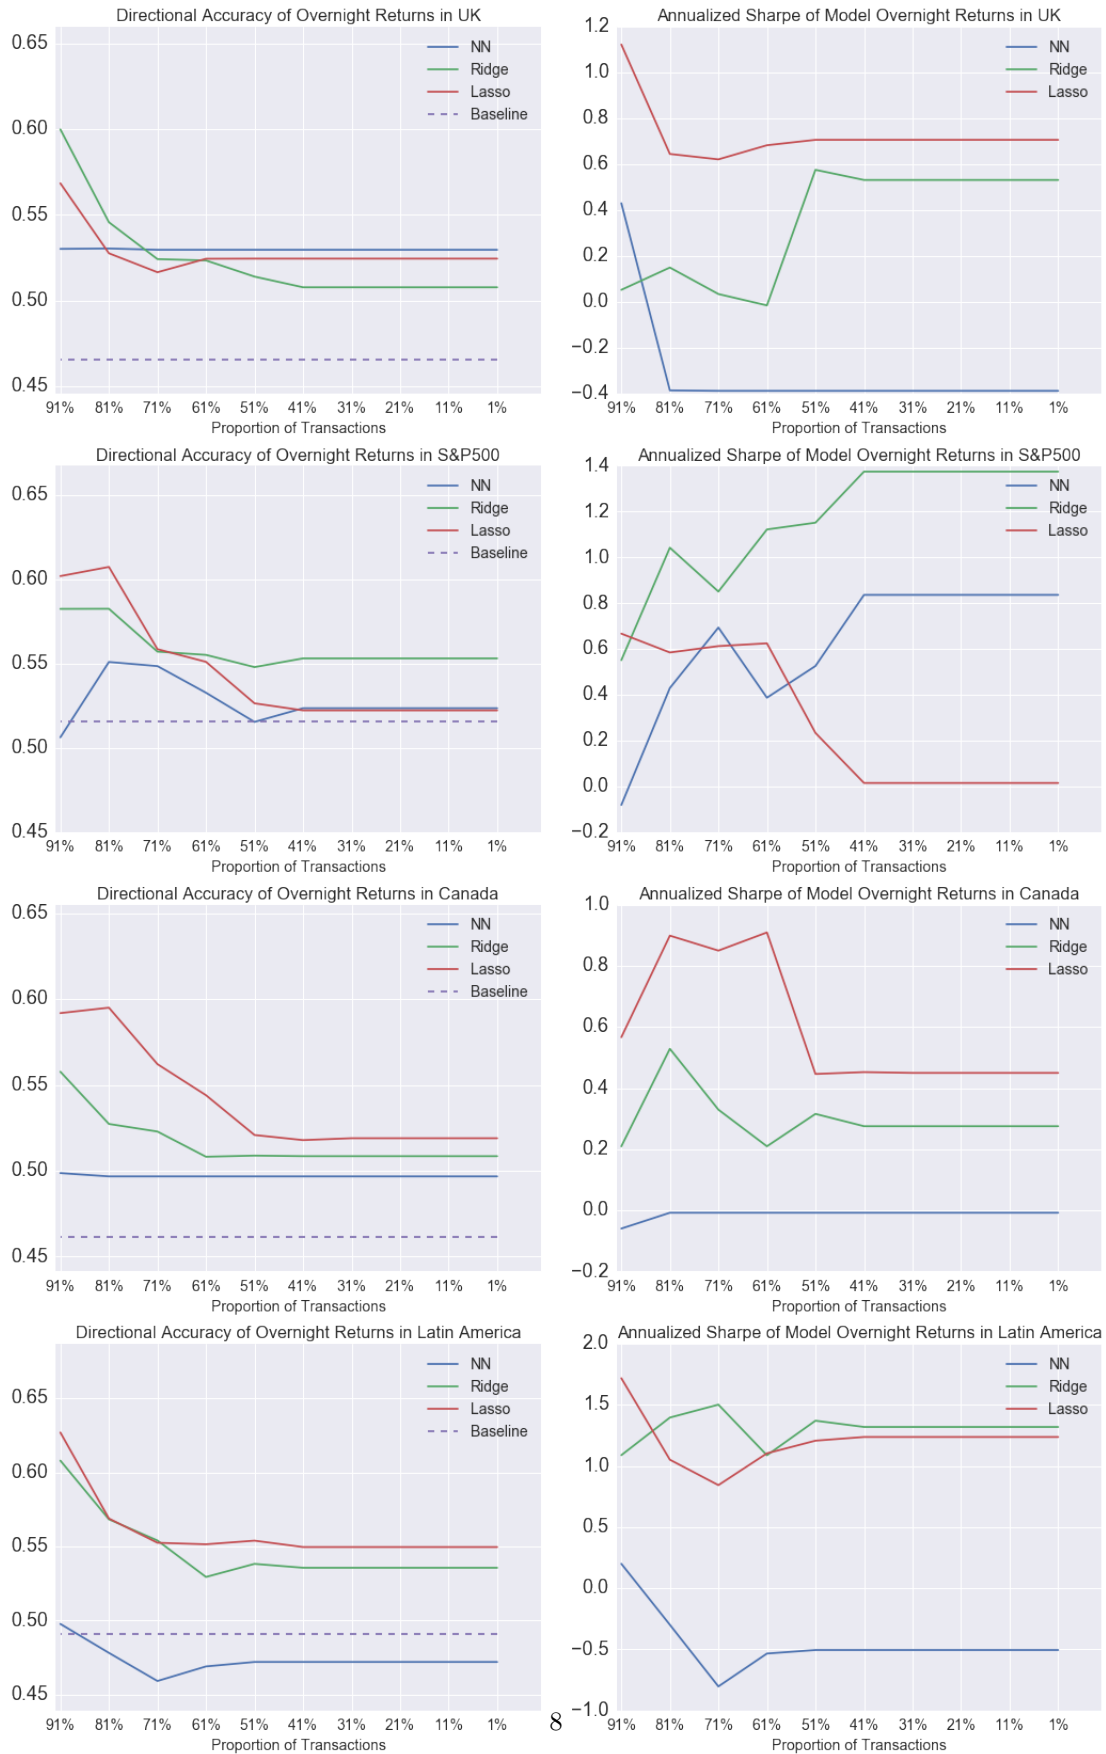 Directional Accuracy of Overnight Returns in UK
0.65
0.60
0.55
0.50
0.45
NN
Ridge
Lasso
Baseline
91% 81% 71% 61% 51% 41% 31% 21% 11% 1%
Proportion of Transactions
Annualized Sharpe of Model Overnight Returns in UK
1.2
1.0
0.8
0.6
0.4
0.2
0.0
−0.2
−0.4
NN
Ridge
Lasso
91% 81% 71% 61% 51% 41% 31% 21% 11% 1%
Proportion of Transactions
Directional Accuracy of Overnight Returns in S&P500
0.65
0.60
0.55
0.50
0.45
NN
Ridge
Lasso
Baseline
91% 81% 71% 61% 51% 41% 31% 21% 11% 1%
Proportion of Transactions
Annualized Sharpe of Model Overnight Returns in S&P500
1.4
1.2
1.0
0.8
0.6
0.4
0.2
0.0
−0.2
NN
Ridge
Lasso
91% 81% 71% 61% 51% 41% 31% 21% 11% 1%
Proportion of Transactions
Directional Accuracy of Overnight Returns in Canada
0.65
0.60
0.55
0.50
0.45
NN
Ridge
Lasso
Baseline
91% 81% 71% 61% 51% 41% 31% 21% 11% 1%
Proportion of Transactions
Annualized Sharpe of Model Overnight Returns in Canada
1.0
0.8
0.6
0.4
0.2
0.0
−0.2
NN
Ridge
Lasso
91% 81% 71% 61% 51% 41% 31% 21% 11% 1%
Proportion of Transactions
Directional Accuracy of Overnight Returns in Latin America
0.65
0.60
0.55
0.50
0.45
NN
Ridge
Lasso
Baseline
91% 81% 71% 61% 51% 41% 31% 21% 11% 1%
Proportion of Transactions
Annualized Sharpe of Model Overnight Returns in Latin America
2.0
1.5
1.0
0.5
0.0
−0.5
−1.0
NN
Ridge
Lasso
91% 81% 71% 61% 51% 41% 31% 21% 11% 1%
Proportion of Transactions
8